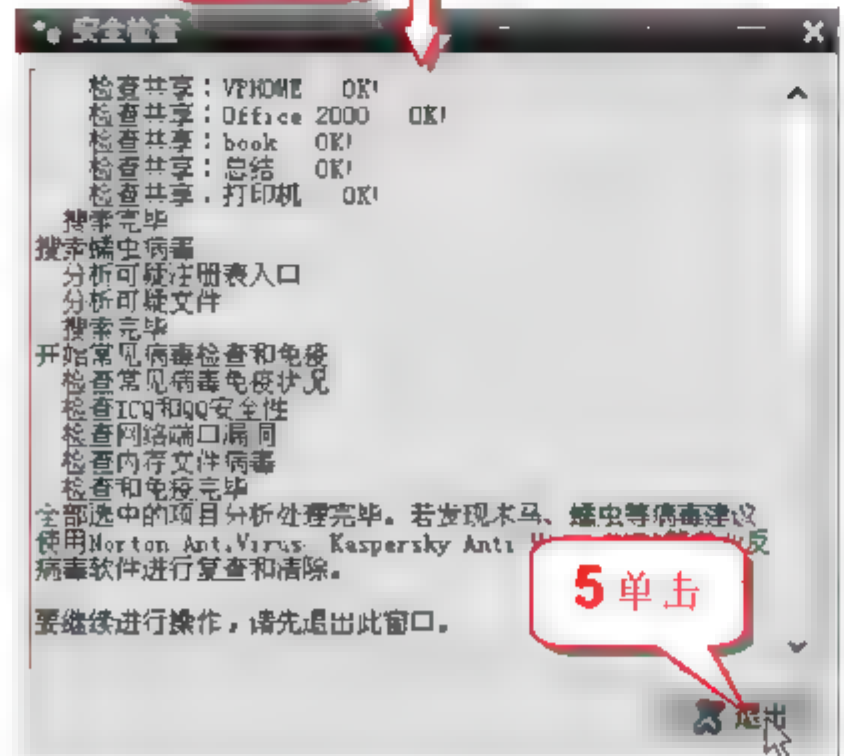 安全检查
检查共享：VPHOME OK!
检查共享：Office 2000 OK!
检查共享：book OK!
检查共享：总结 OK!
检查共享：打印机 OK!
搜索完毕
搜索蠕虫病毒
分析可疑注册表入口
分析可疑文件
搜索完毕
开始常见病毒检查和免疫
检查常见病毒免疫状况
检查ICQ和QQ安全性
检查网络端口漏洞
检查内存文件病毒
检查和免疫完毕
全部选中的项目分析处理完毕。若发现木马、蠕虫等病毒建议
使用Norton AntiVirus Kaspersky Anti 反
病毒软件进行复查和清除。
要继续进行操作，请先退出此窗口。
5 单击
退出